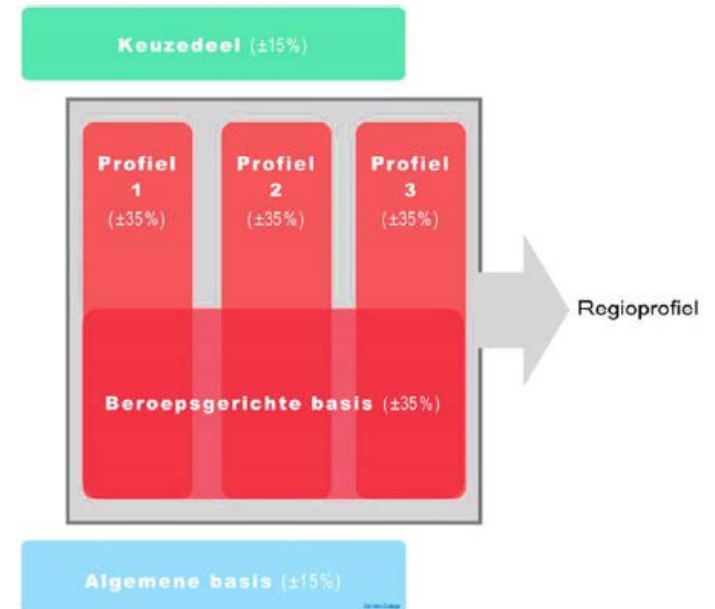 Keuzedeel (±15%)
Profiel
1
(±35%)
Profiel
2
(±35%)
Profiel
3
(±35%)
Regioprofiel
Beroepsgerichte basis (±35%)
Algemene basis (±15%)